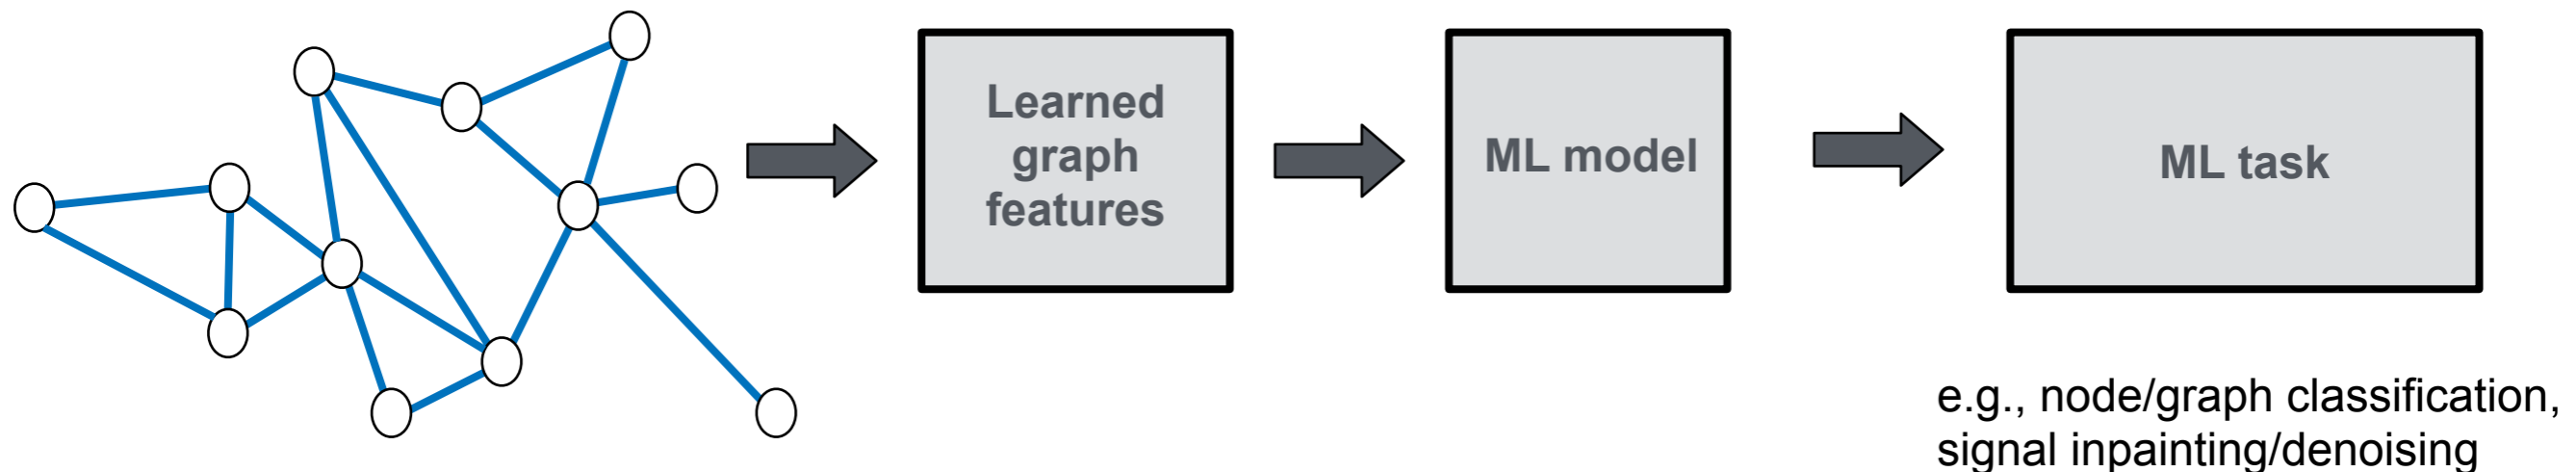 Learned
graph
features
ML model
ML task
e.g., node/graph classification,
signal inpainting/denoising